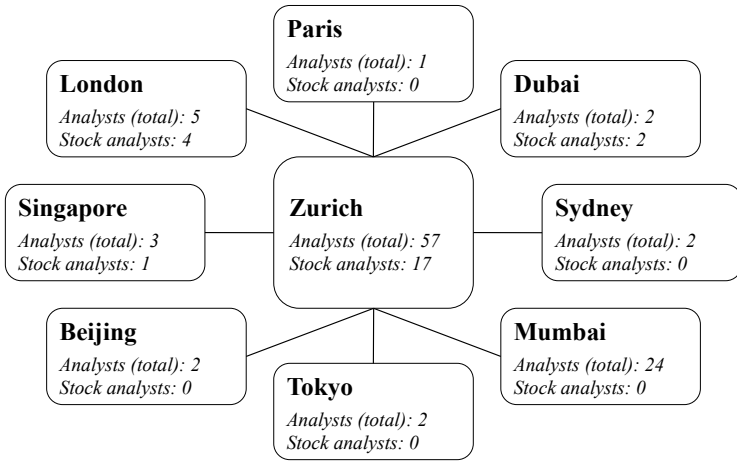 Paris
Analysts (total): 1
Stock analysts: 0
London
Analysts (total): 5
Stock analysts: 4
Dubai
Analysts (total): 2
Stock analysts: 2
Singapore
Analysts (total): 3
Stock analysts: 1
Zurich
Analysts (total): 57
Stock analysts: 17
Sydney
Analysts (total): 2
Stock analysts: 0
Beijing
Analysts (total): 2
Stock analysts: 0
Tokyo
Analysts (total): 2
Stock analysts: 0
Mumbai
Analysts (total): 24
Stock analysts: 0